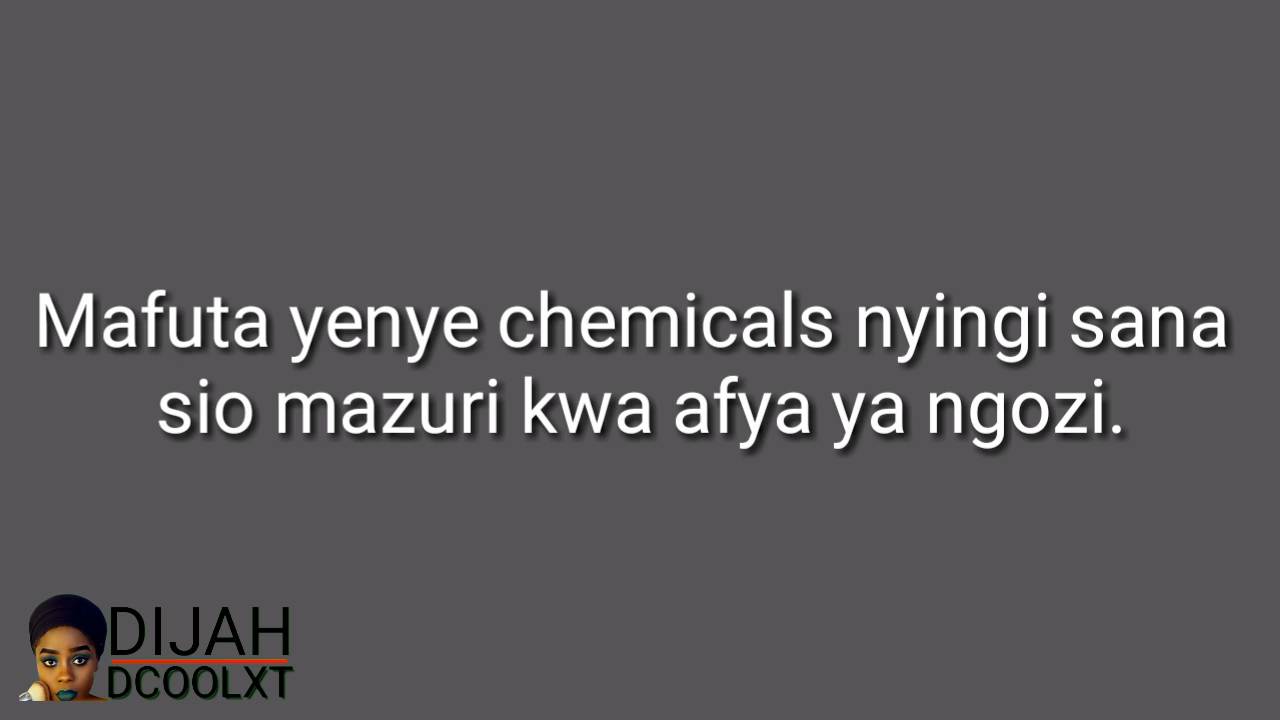 Mafuta yenye chemicals nyingi sana
sio mazuri kwa afya ya ngozi.
DIJAH
DCOOLXT